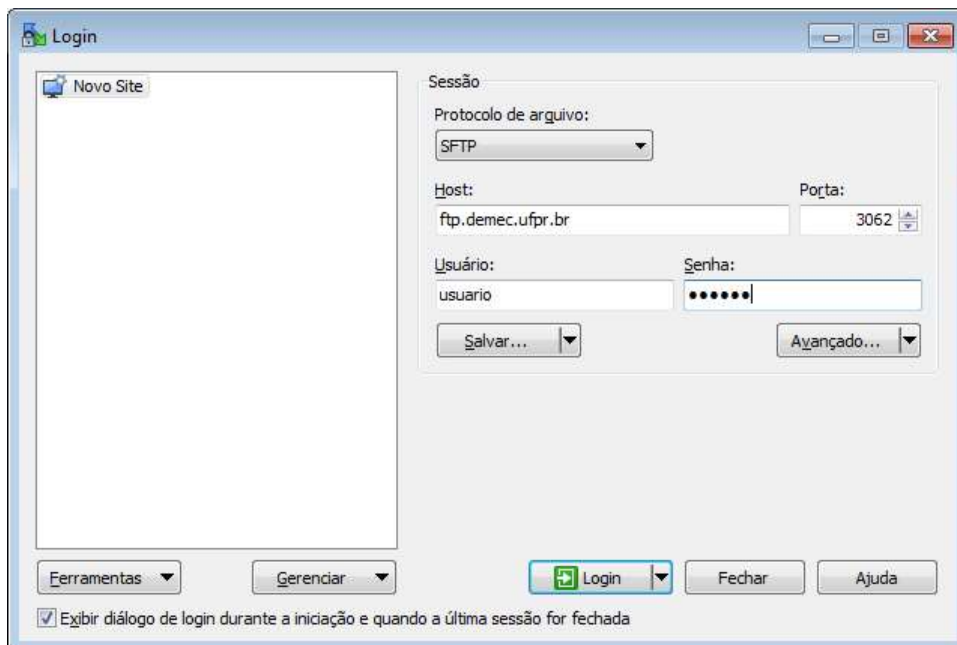 Login
Novo Site
Sessão
Protocolo de arquivo:
SFTP
Host: Porta:
ftp.demec.ufpr.br 3062
Usuário: Senha:
usuario ••••••
Salvar... Avançado...
Ferramentas Gerenciar Login Fechar Ajuda
Exibir diálogo de login durante a iniciação e quando a última sessão for fechada